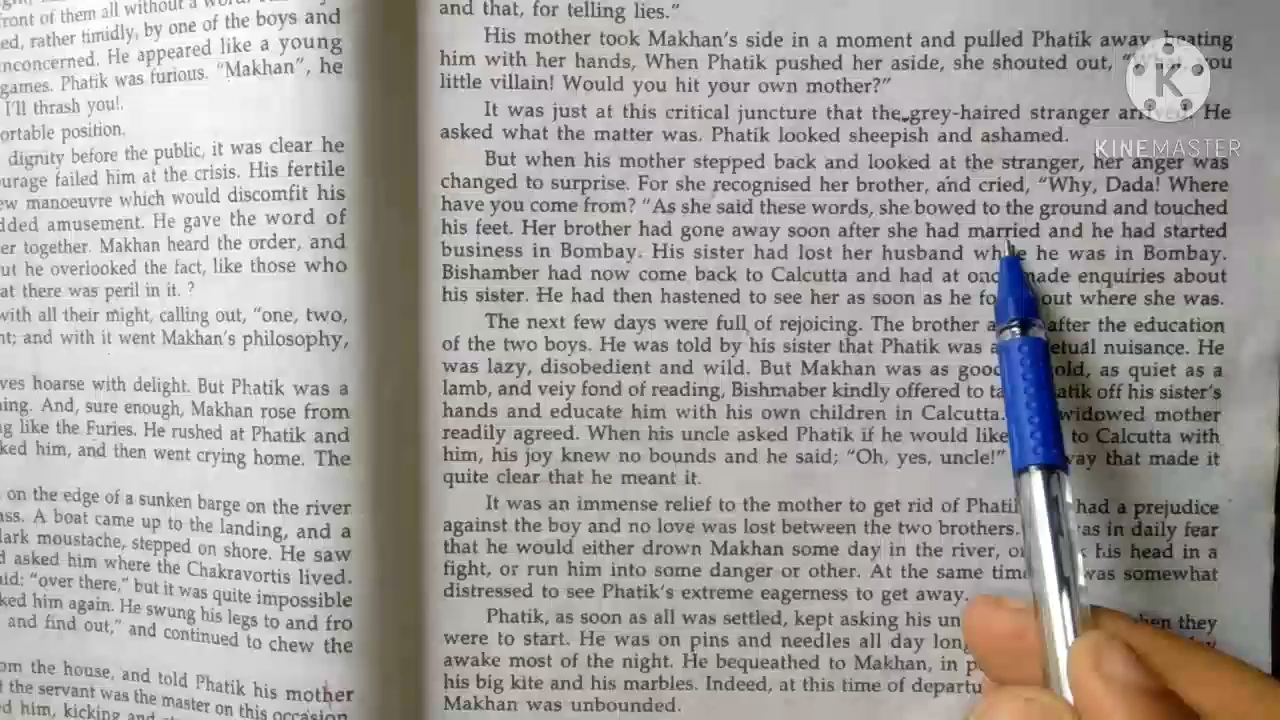 front of them all without a
ed, rather timidly, by one of the boys and
nconcerned. He appeared like a young
games. Phatik was furious. "Makhan", he
I'll thrash you!.
ortable position.
dignity before the public, it was clear he
urage failed him at the crisis. His fertile
ew manoeuvre which would discomfit his
dded amusement. He gave the word of
er together. Makhan heard the order, and
ut he overlooked the fact, like those who
at there was peril in it. ?
with all their might, calling out, "one, two,
nt; and with it went Makhan's philosophy,
ves hoarse with delight. But Phatik was a
ning. And, sure enough, Makhan rose from
ng like the Furies. He rushed at Phatik and
ked him, and then went crying home. The
on the edge of a sunken barge on the river
ass. A boat came up to the landing, and a
dark moustache, stepped on shore. He saw
d asked him where the Chakravortis lived.
aid: "over there," but it was quite impossible
ked him again. He swung his legs to and fro
and find out," and continued to chew the
om the house, and told Phatik his mother
t the servant was the master on this occasion
ed him, kicking and
and that, for telling lies."
His mother took Makhan's side in a moment and pulled Phatik away, beating
him with her hands, When Phatik pushed her aside, she shouted out, you
little villain! Would you hit your own mother?"
It was just at this critical juncture that the grey-haired stranger He
asked what the matter was. Phatik looked sheepish and ashamed.
But when his mother stepped back and looked at the stranger, her anger was
changed to surprise. For she recognised her brother, and cried, "Why, Dada! Where
have you come from? "As she said these words, she bowed to the ground and touched
his feet. Her brother had gone away soon after she had married and he had started
business in Bombay. His sister had lost her husband while he was in Bombay.
Bishamber had now come back to Calcutta and had at once made enquiries about
his sister. He had then hastened to see her as soon as he out where she was.
The next few days were full of rejoicing. The brother after the education
of the two boys. He was told by his sister that Phatik was a nuisance. He
was lazy, disobedient and wild. But Makhan was as good old, as quiet as a
lamb, and veiy fond of reading, Bishmaber kindly offered to Phatik off his sister's
hands and educate him with his own children in Calcutta. widowed mother
readily agreed. When his uncle asked Phatik if he would like to Calcutta with
him, his joy knew no bounds and he said; "Oh, yes, uncle!" way that made it
quite clear that he meant it.
It was an immense relief to the mother to get rid of Phatik had a prejudice
against the boy and no love was lost between the two brothers. was in daily fear
that he would either drown Makhan some day in the river, or his head in a
fight, or run him into some danger or other. At the same time was somewhat
distressed to see Phatik's extreme eagerness to get away.
Phatik, as soon as all was settled, kept asking his when they
were to start. He was on pins and needles all day long
awake most of the night. He bequeathed to Makhan, in
his big kite and his marbles. Indeed, at this time of
Makhan was unbounded.
K
KINEMASTER